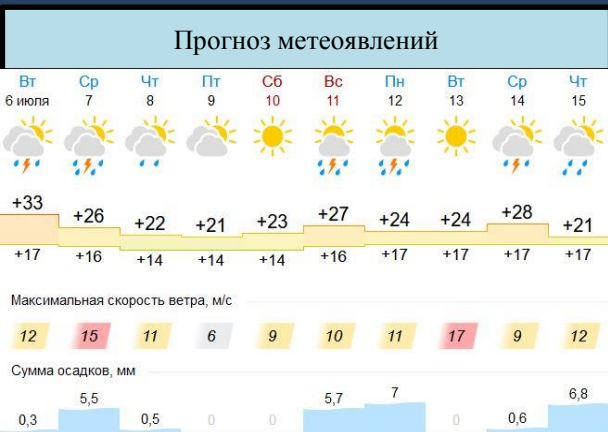 Прогноз метеоявлений
Вт Ср Чт Пт Сб Вс Пн Вт Ср Чт
6 июля 7 8 9 10 11 12 13 14 15
+33 +26 +22 +21 +23 +27 +24 +24 +28 +21
+17 +16 +14 +14 +14 +16 +17 +17 +17 +17
Максимальная скорость ветра, м/с
12 15 11 6 9 10 11 17 9 12
Сумма осадков, мм
0,3 5,5 0,5 0 0 5,7 7 0 0,6 6,8